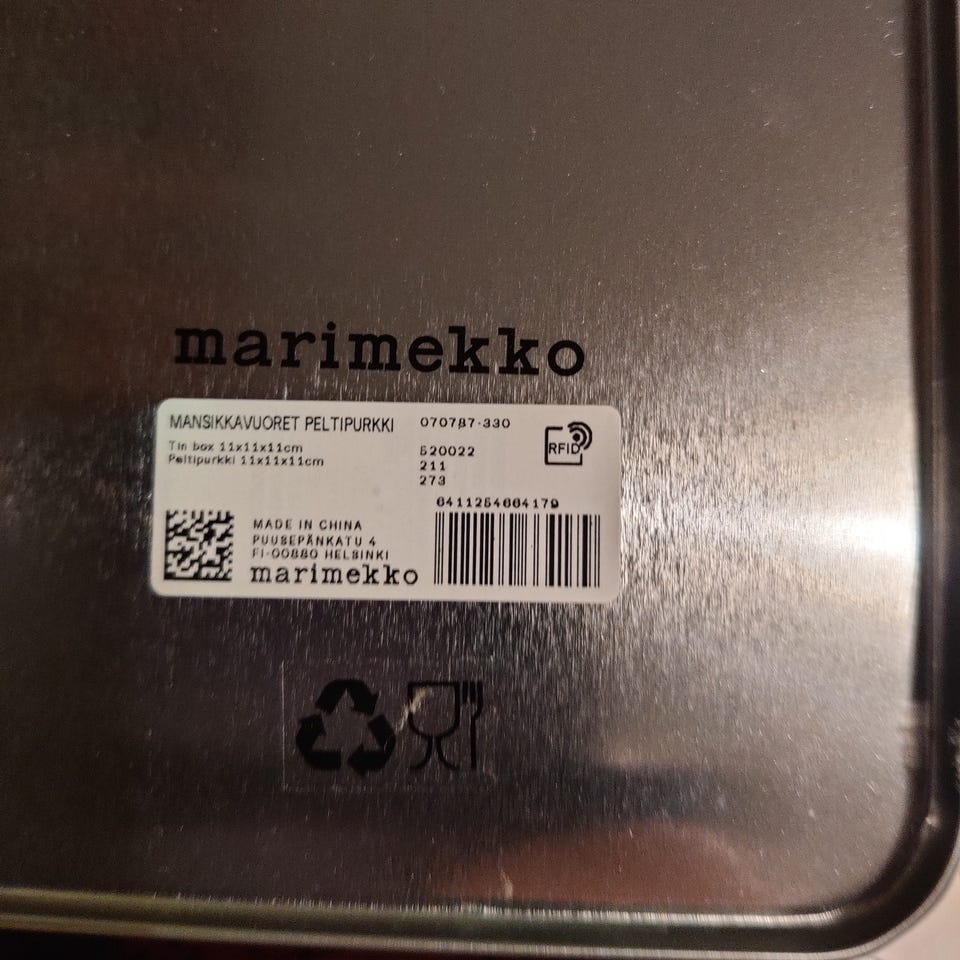 marimekko
MANSIKKAVUORET PELTIPURKKI 070787-330
Tin box 11x11x11cm 520022
Peltipurkki 11x11x11cm 211
273
RFID
6411254664179
MADE IN CHINA
PUUSEPÄNKATU 4
FI-00880 HELSINKI
marimekko